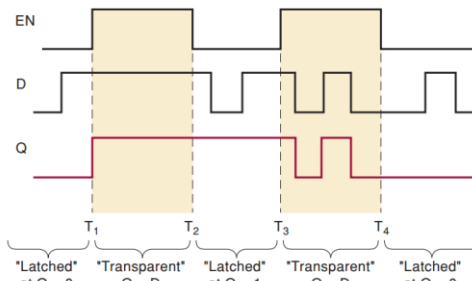 EN
D
Q
T1 T2 T3 T4
"Latched" "Transparent" "Latched" "Transparent" "Latched"